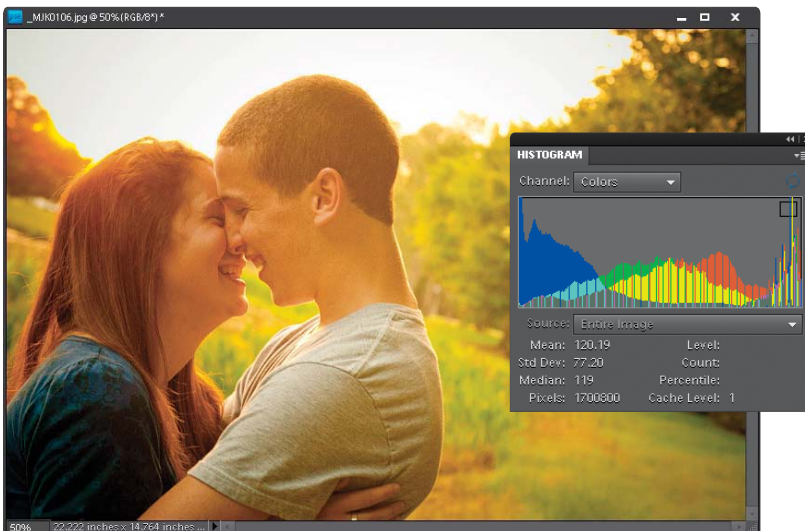 _MJK0106.jpg @ 50% (RGB/8*) *
HISTOGRAM
Channel: Colors
Source: Entire Image
Mean: 120.19 Level:
Std Dev: 77.20 Count:
Median: 119 Percentile:
Pixels: 1700800 Cache Level: 1
50% 22.222 inches x 14.764 inches ...